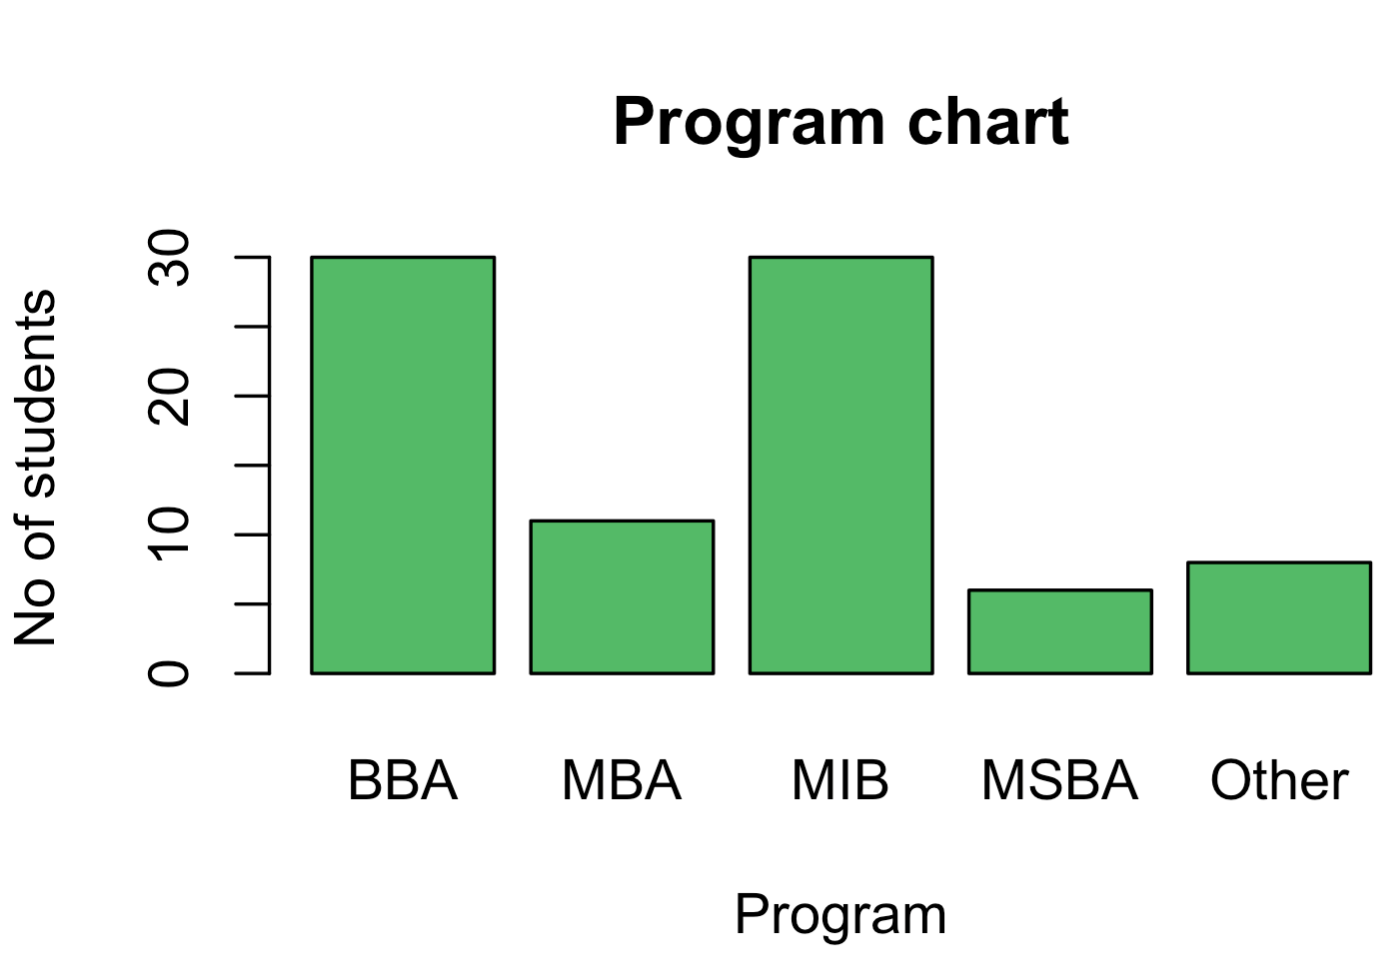 Program chart
No of students
30
20
10
0
BBA MBA MIB MSBA Other
Program